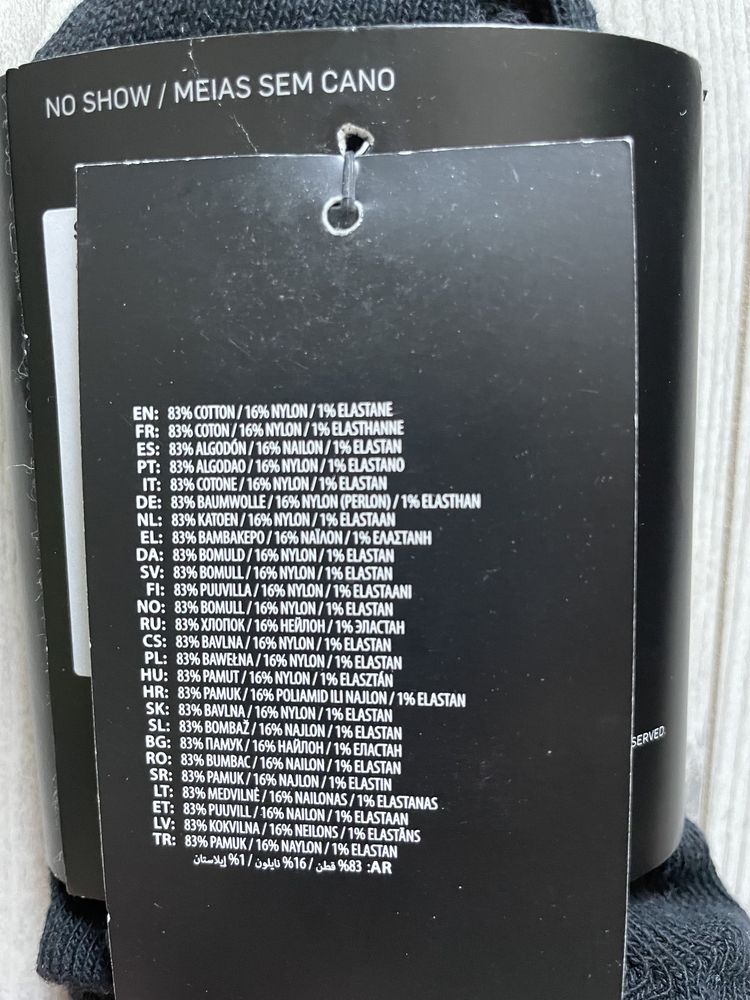 NO SHOW / MEIAS SEM CANO
EN: 83% COTTON / 16% NYLON / 1% ELASTANE
FR: 83% COTON / 16% NYLON / 1% ELASTHANNE
ES: 83% ALGODÓN / 16% NAILON / 1% ELASTAN
PT: 83% ALGODAO / 16% NYLON / 1% ELASTANO
IT: 83% COTONE / 16% NYLON / 1% ELASTAN
DE: 83% BAUMWOLLE / 16% NYLON (PERLON) / 1% ELASTHAN
NL: 83% KATOEN / 16% NYLON / 1% ELASTAAN
EL: 83% ΒΑΜΒΑΚΕΡΟ / 16% ΝΑΪΛΟΝ / 1% ΕΛΑΣΤΑΝΗ
DA: 83% BOMULD / 16% NYLON / 1% ELASTAN
SV: 83% BOMULL / 16% NYLON / 1% ELASTAN
FI: 83% PUUVILLA / 16% NYLON / 1% ELASTAANI
NO: 83% BOMULL / 16% NYLON / 1% ELASTAN
RU: 83% ХЛОПОК / 16% НЕЙЛОН / 1% ЭЛАСТАН
CS: 83% BAVLNA / 16% NYLON / 1% ELASTAN
PL: 83% BAWEŁNA / 16% NYLON / 1% ELASTAN
HU: 83% PAMUT / 16% NYLON / 1% ELASZTÁN
HR: 83% PAMUK / 16% POLIAMID ILI NAJLON / 1% ELASTAN
SK: 83% BAVLNA / 16% NYLON / 1% ELASTAN
SL: 83% BOMBAŽ / 16% NAJLON / 1% ELASTAN
BG: 83% ПАМУК / 16% НАЙЛОН / 1% ЕЛАСТАН
RO: 83% BUMBAC / 16% NAILON / 1% ELASTAN
SR: 83% PAMUK / 16% NAJLON / 1% ELASTIN
LT: 83% MEDVILNĖ / 16% NAILONAS / 1% ELASTANAS
ET: 83% PUUVILL / 16% NAILON / 1% ELASTAAN
LV: 83% KOKVILNA / 16% NEILONS / 1% ELASTĀNS
TR: 83% PAMUK / 16% NAYLON / 1% ELASTAN
AR: 83% قطن / 16% نايلون / 1% إيلاستان
SERVED.